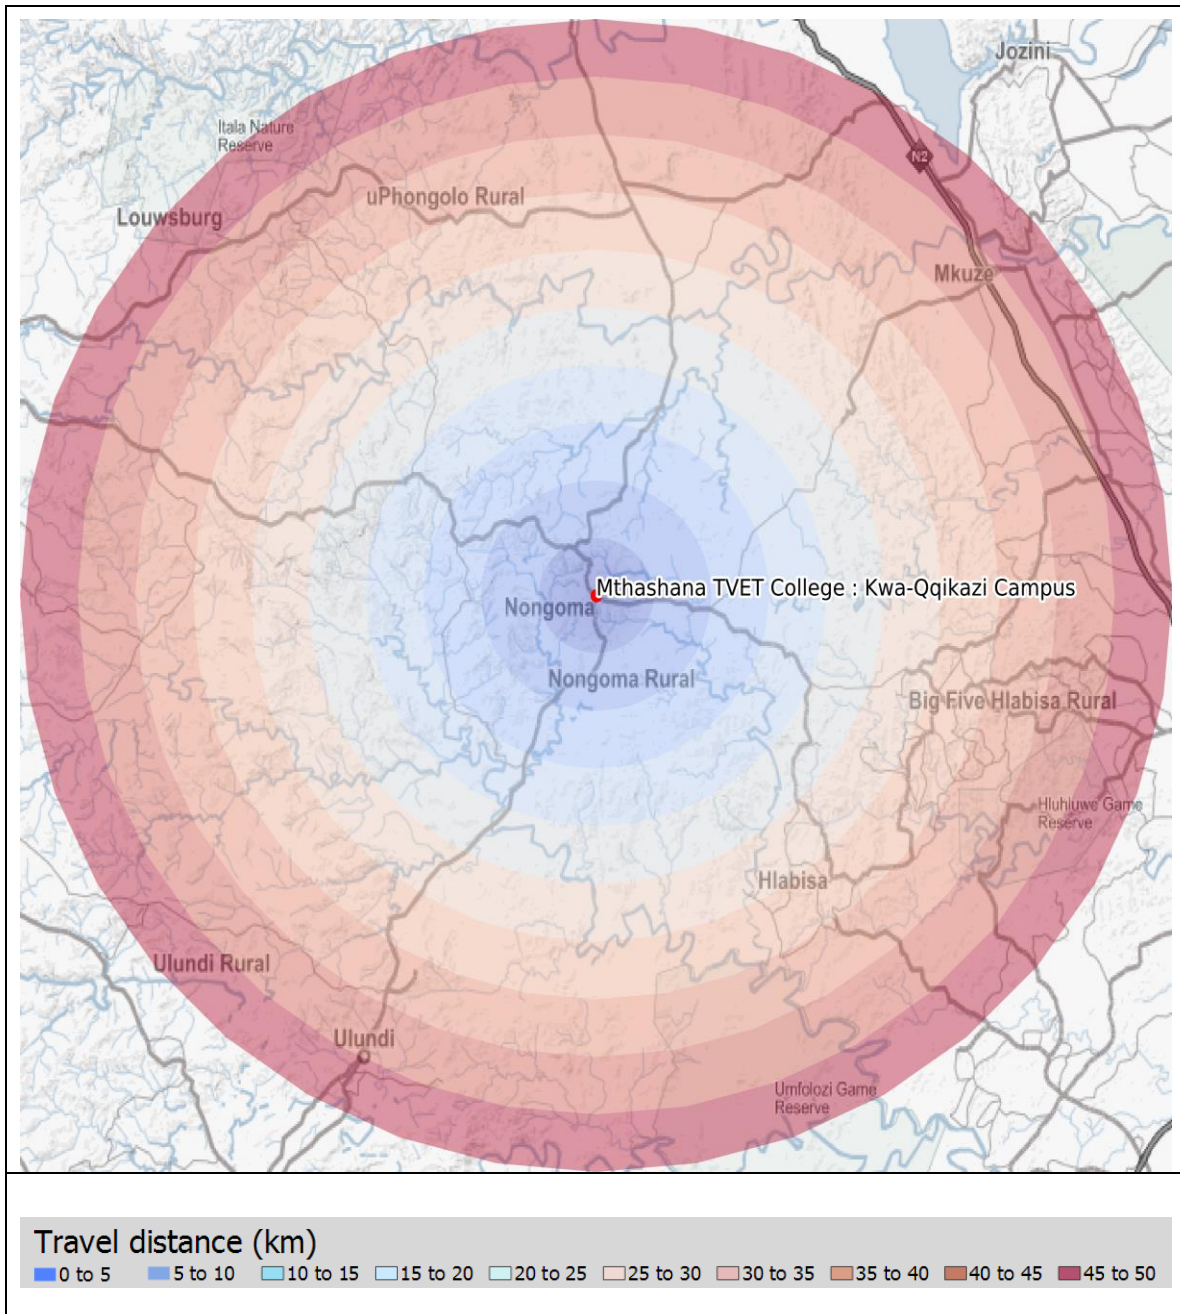 Jozini
Itala Nature
Reserve
N2
uPhongolo Rural
Louwsburg
Mkuze
Mthashana TVET College : Kwa-Qqikazi Campus
Nongoma
Nongoma Rural
Big Five Hlabisa Rural
Hluhluwe Game
Reserve
Hlabisa
Ulundi Rural
Ulundi
Umfolozi Game
Reserve
Travel distance (km)
0 to 5 5 to 10 10 to 15 15 to 20 20 to 25 25 to 30 30 to 35 35 to 40 40 to 45 45 to 50